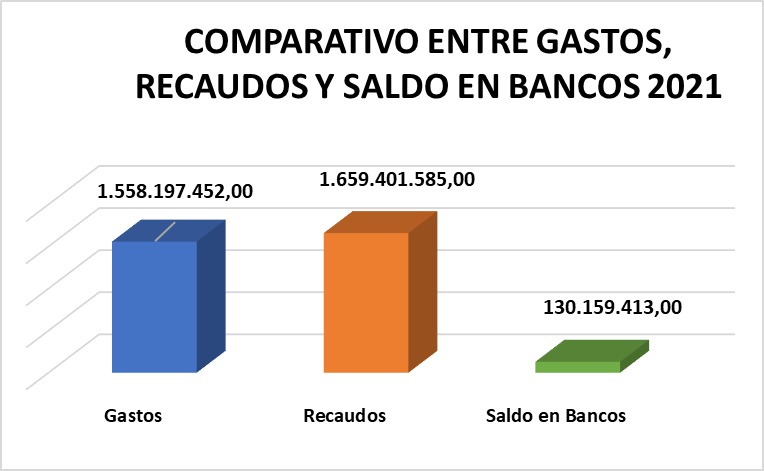 COMPARATIVO ENTRE GASTOS,
RECAUDOS Y SALDO EN BANCOS 2021
1.558.197.452,00
1.659.401.585,00
130.159.413,00
Gastos
Recaudos
Saldo en Bancos